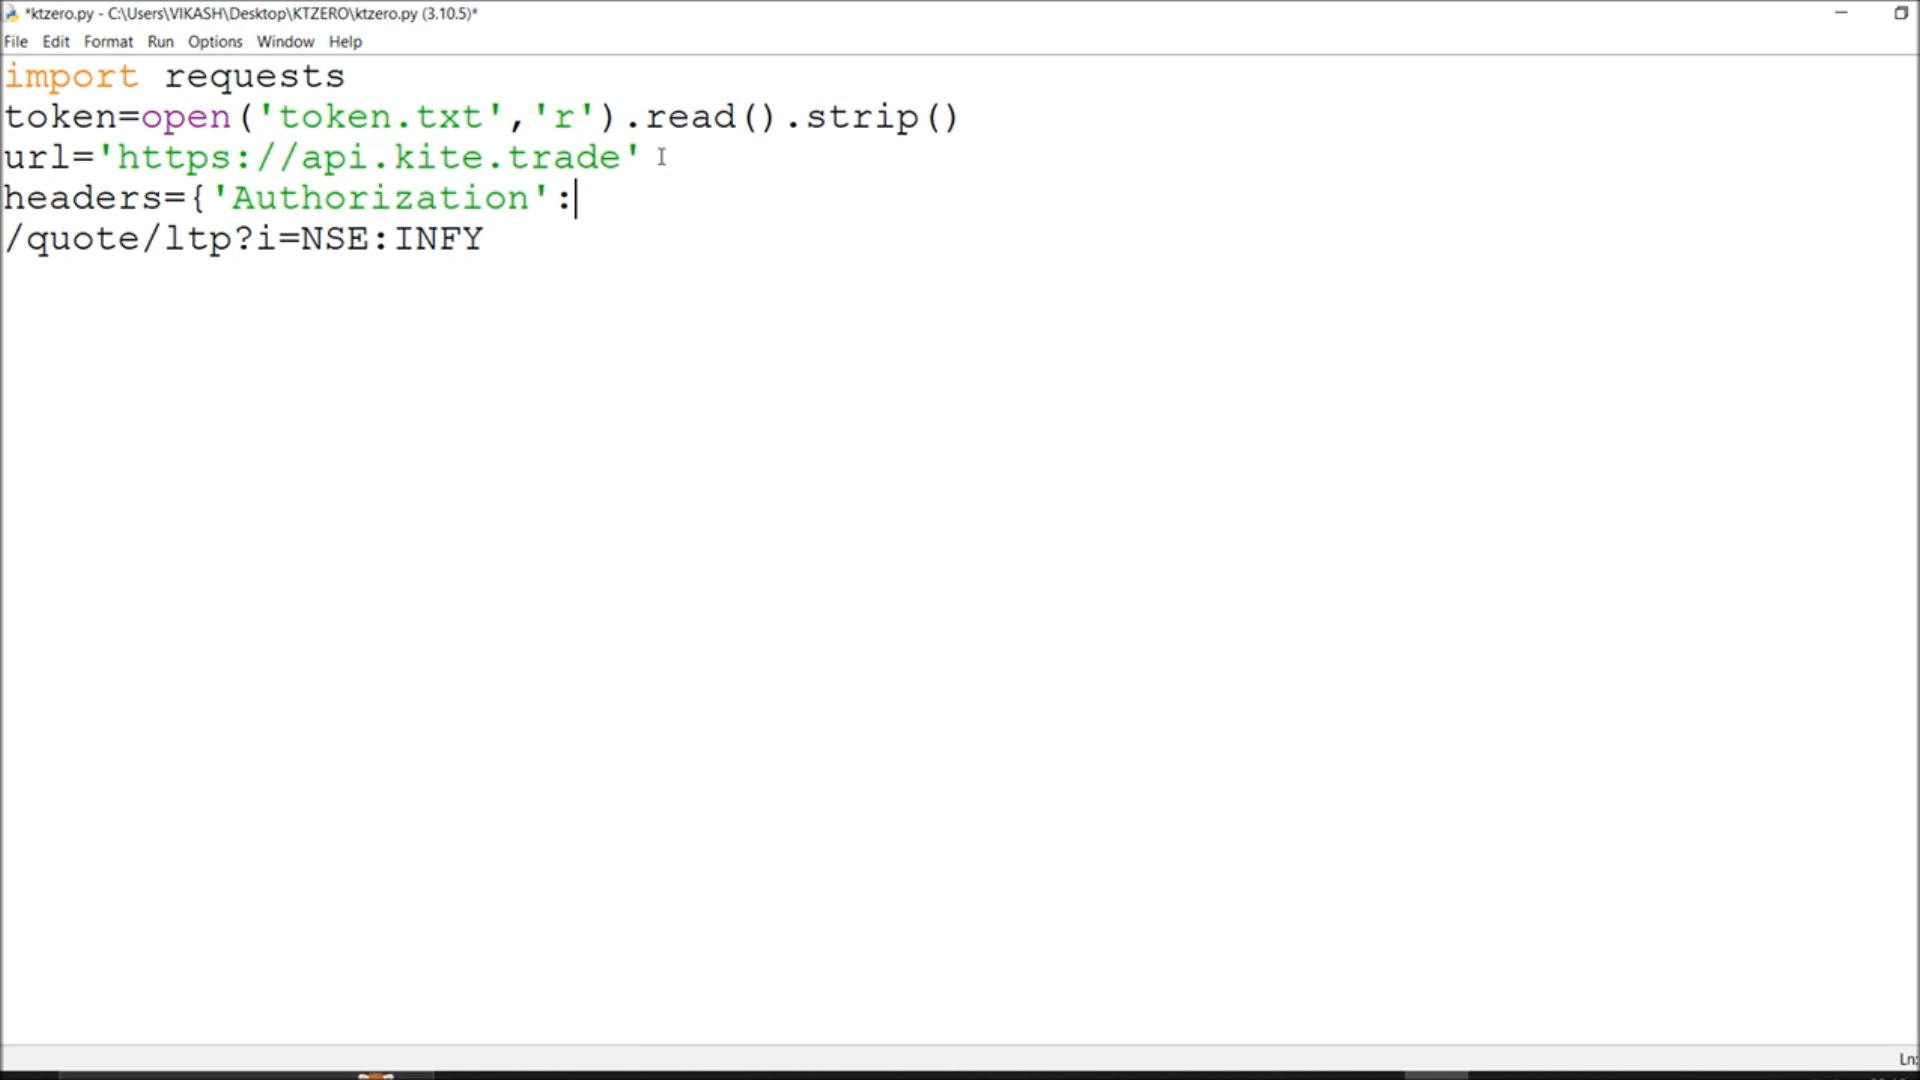 *ktzero.py - C:\Users\VIKASH\Desktop\KTZERO\ktzero.py (3.10.5)*
File Edit Format Run Options Window Help
import requests
token=open('token.txt','r').read().strip()
url='https://api.kite.trade'
headers={'Authorization':
/quote/ltp?i=NSE:INFY
Ln: